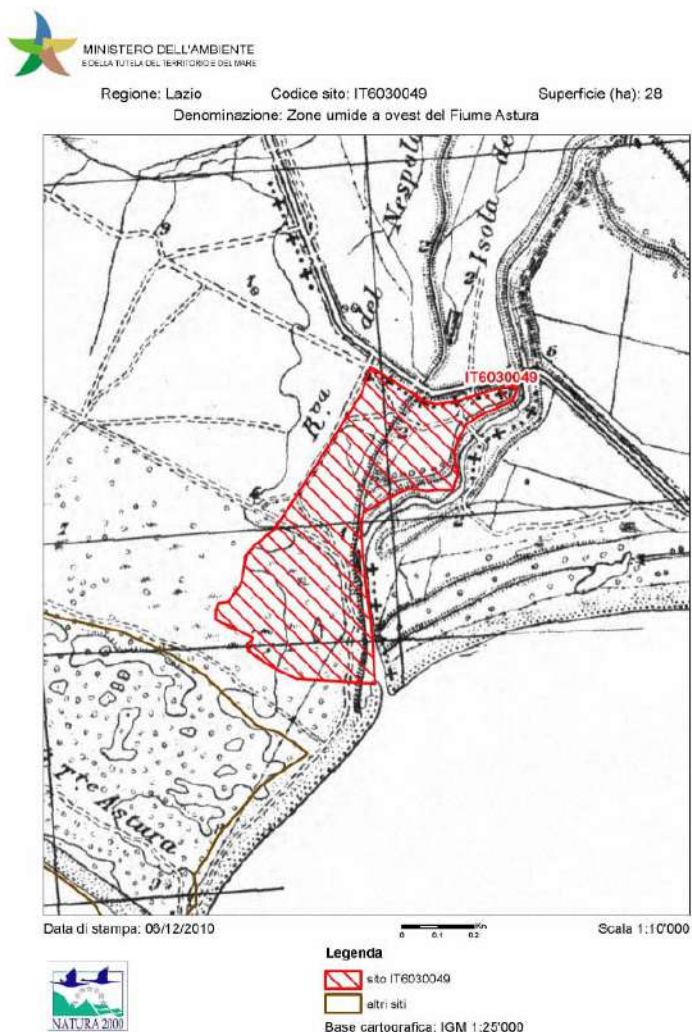 MINISTERO DELL'AMBIENTE
E DELLA TUTELA DEL TERRITORIO E DEL MARE
Regione: Lazio Codice sito: IT6030049 Superficie (ha): 28
Denominazione: Zone umide a ovest del Fiume Astura
Isola de
del
R.va
IT6030049
6
T.re Astura
Data di stampa: 06/12/2010
Km
0 0.1 0.2
Scala 1:10'000
Legenda
sito IT6030049
altri siti
Base cartografica: IGM 1:25'000
NATURA 2000